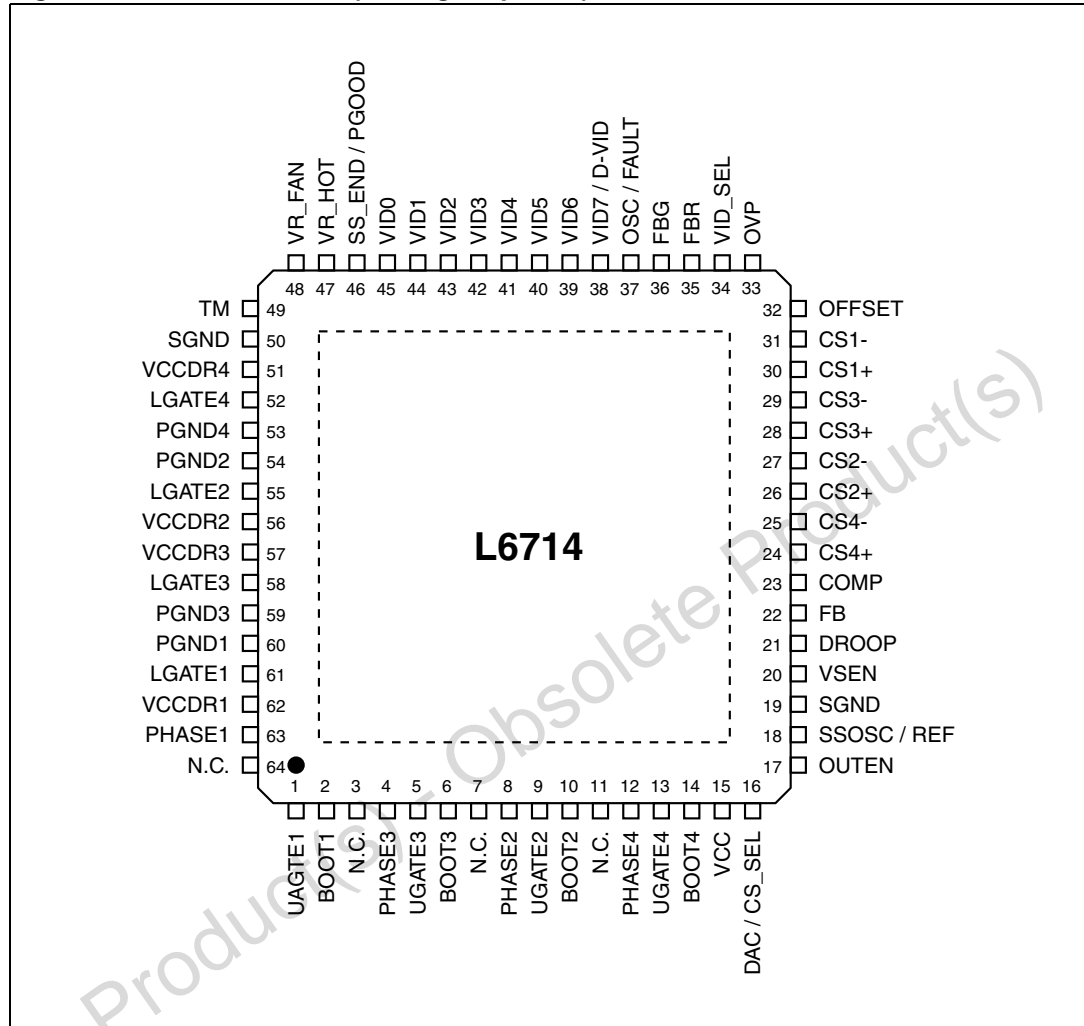 VR_FAN
VR_HOT
SS_END / PGOOD
VID0
VID1
VID2
VID3
VID4
VID5
VID6
VID7 / D-VID
OSC / FAULT
FBG
FBR
VID_SEL
OVP
48 47 46 45 44 43 42 41 40 39 38 37 36 35 34 33
TM 49
SGND 50
VCCDR4 51
LGATE4 52
PGND4 53
PGND2 54
LGATE2 55
VCCDR2 56
VCCDR3 57
LGATE3 58
PGND3 59
PGND1 60
LGATE1 61
VCCDR1 62
PHASE1 63
N.C. 64
L6714
32 OFFSET
31 CS1-
30 CS1+
29 CS3-
28 CS3+
27 CS2-
26 CS2+
25 CS4-
24 CS4+
23 COMP
22 FB
21 DROOP
20 VSEN
19 SGND
18 SSOSC / REF
17 OUTEN
1 2 3 4 5 6 7 8 9 10 11 12 13 14 15 16
UAGTE1
BOOT1
N.C.
PHASE3
UGATE3
BOOT3
N.C.
PHASE2
UGATE2
BOOT2
N.C.
PHASE4
UGATE4
BOOT4
VCC
DAC / CS_SEL
Product(s) - Obsolete Product(s)